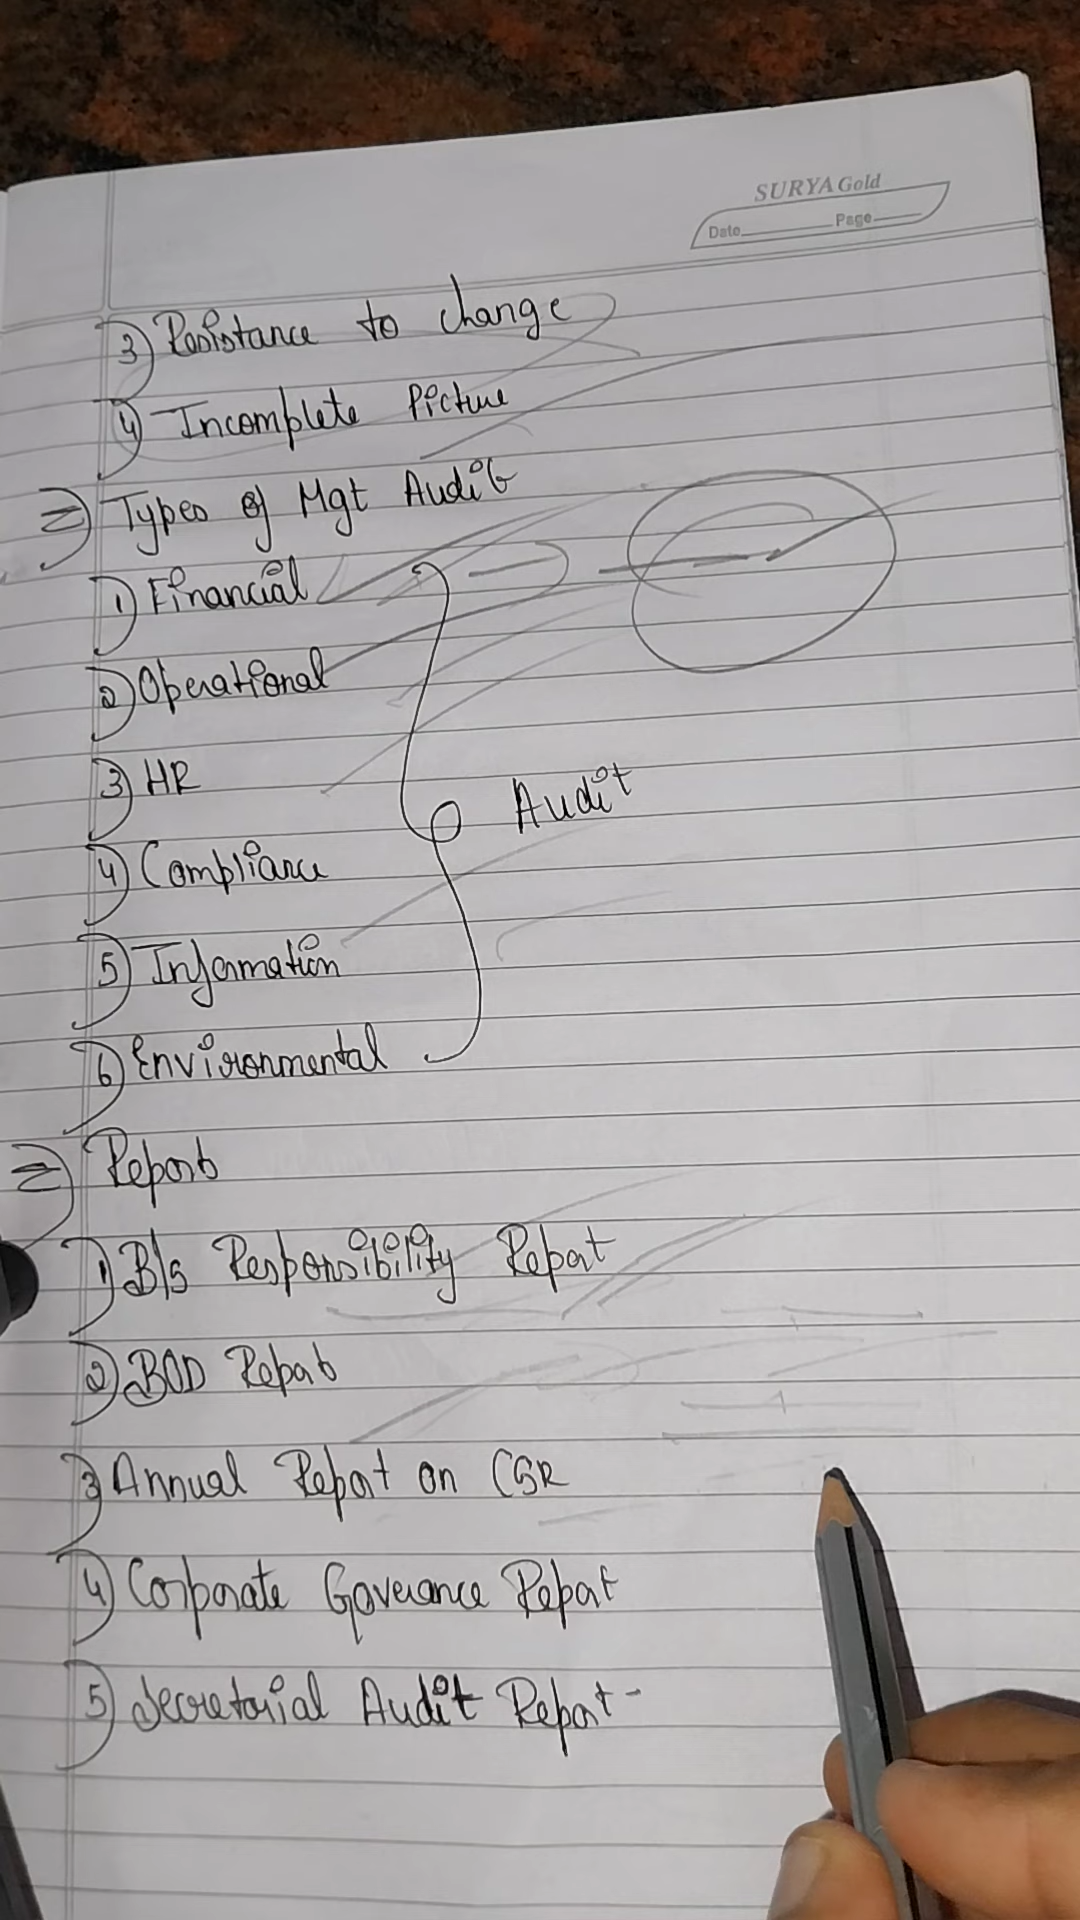 SURYA Gold
Date Page
3) Resistance to change
4) Incomplete Picture
=) Types of Mgt Audit
1) Financial
2) Operational
3) HR
Audit
4) Compliance
5) Information
6) Environmental
=) Report
1) B/s Responsibility Report
2) BOD Report
3) Annual Report on CSR
4) Corporate Goverance Report
5) Secretarial Audit Report-